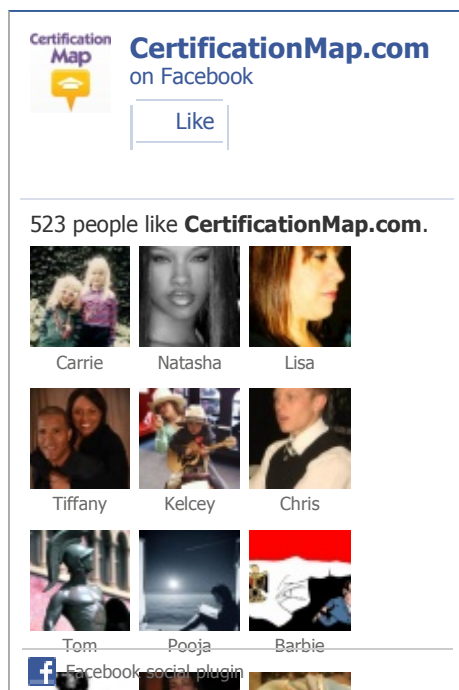 Certification
Map
CertificationMap.com
on Facebook
Like
523 people like CertificationMap.com.
Carrie Natasha Lisa
Tiffany Kelcey Chris
Tom Pooja Barbie
Facebook social plugin